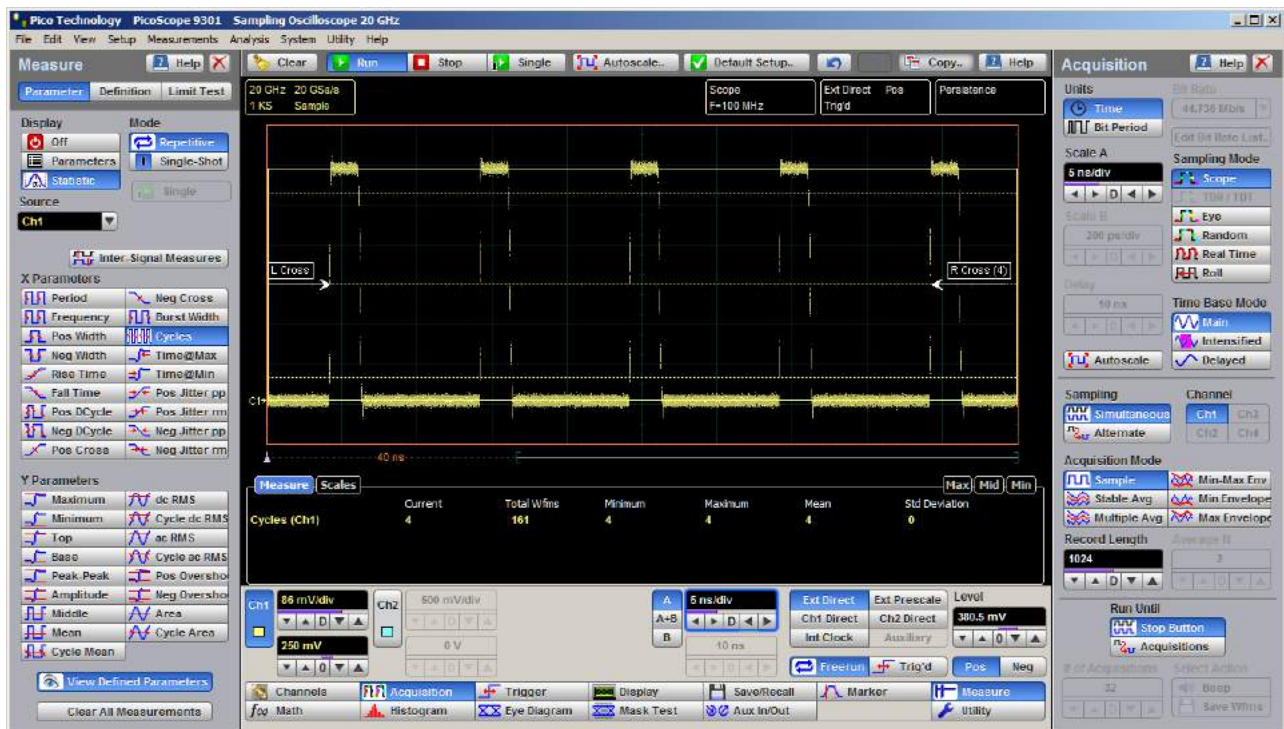 Pico Technology PicoScope 9301 Sampling Oscilloscope 20 GHz
File Edit View Setup Measurements Analysis System Utility Help
Measure Help
Parameter Definition Limit Test
Display Mode
Off Repetitive
Parameters Single-Shot
Statistic Single
Source
Ch1
Inter-Signal Measures
X Parameters
Period Neg Cross
Frequency Burst Width
Pos Width Cycles
Neg Width Time@Max
Rise Time Time@Min
Fall Time Pos Jitter pp
Pos DCycle Pos Jitter rm
Neg DCycle Neg Jitter pp
Pos Cross Neg Jitter rm
Y Parameters
Maximum dc RMS
Minimum Cycle dc RMS
Top ac RMS
Base Cycle ac RMS
Peak-Peak Pos Oversho
Amplitude Neg Oversho
Middle Area
Mean Cycle Area
Cycle Mean
View Defined Parameters
Clear All Measurements
Clear Run Stop Single Autoscale.. Default Setup.. Copy.. Help
20 GHz 20 GSa/s
1 KS Sample
Scope
F=100 MHz
Ext Direct Pos
Trig'd
Persistence
L Cross R Cross (4)
C1
40 ns
Measure Scales Max Mid Min
Current Total Wfms Minimum Maximum Mean Std Deviation
Cycles (Ch1) 4 161 4 4 4 0
Ch1 86 mV/div Ch2 500 mV/div
D D
250 mV 0 V
0 0
A 5 ns/div
A+B D
B 10 ns
Ext Direct Ext Prescale Level
Ch1 Direct Ch2 Direct 380.5 mV
Int Clock Auxiliary 0
Freerun Trig'd Pos Neg
Channels Acquisition Trigger Display Save/Recall Marker Measure
Math Histogram Eye Diagram Mask Test Aux In/Out Utility
Acquisition Help
Units Bit Rate
Time 44.736 Mb/s
Bit Period Edit Bit Rate List..
Scale A Sampling Mode
5 ns/div Scope
D TDR / TDT
Scale B Eye
200 ps/div Random
D Real Time
Roll
Delay
10 ns Time Base Mode
Main
Intensified
Autoscale Delayed
Sampling Channel
Simultaneous Ch1 Ch3
Alternate Ch2 Ch4
Acquisition Mode
Sample Min-Max Env
Stable Avg Min Envelope
Multiple Avg Max Envelope
Record Length Average N
1024 2
D D
Run Until
Stop Button
Acquisitions
# of Acquisitions Select Action
32 Beep
D Save Wfms